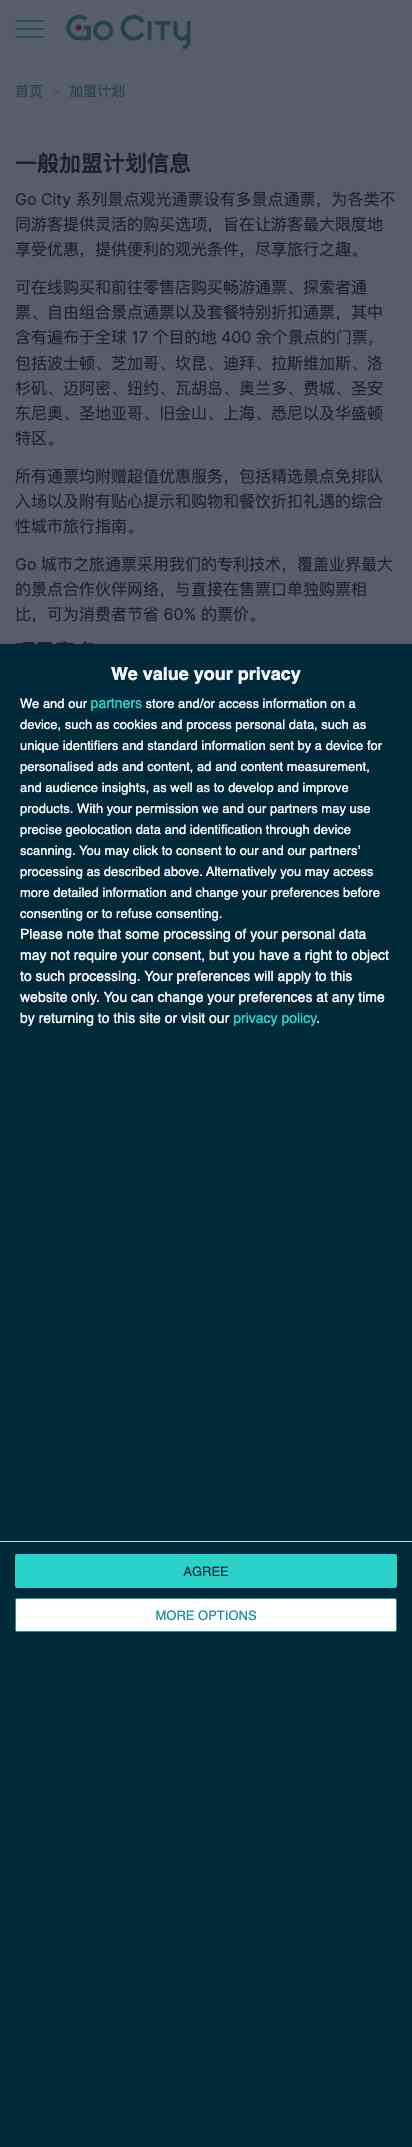 Go City
首页 > 加盟计划
一般加盟计划信息
Go City 系列景点观光通票设有多景点通票，为各类不
同游客提供灵活的购买选项，旨在让游客最大限度地
享受优惠，提供便利的观光条件，尽享旅行之趣。
可在线购买和前往零售店购买畅游通票、探索者通
票、自由组合景点通票以及套餐特别折扣通票，其中
含有遍布于全球 17 个目的地 400 余个景点的门票，
包括波士顿、芝加哥、坎昆、迪拜、拉斯维加斯、洛
杉矶、迈阿密、纽约、瓦胡岛、奥兰多、费城、圣安
东尼奥、圣地亚哥、旧金山、上海、悉尼以及华盛顿
特区。
所有通票均附赠超值优惠服务，包括精选景点免排队
入场以及附有贴心提示和购物和餐饮折扣礼遇的综合
性城市旅行指南。
Go 城市之旅通票采用我们的专利技术，覆盖业界最大
的景点合作伙伴网络，与直接在售票口单独购票相
比，可为消费者节省 60% 的票价。
We value your privacy
We and our partners store and/or access information on a
device, such as cookies and process personal data, such as
unique identifiers and standard information sent by a device for
personalised ads and content, ad and content measurement,
and audience insights, as well as to develop and improve
products. With your permission we and our partners may use
precise geolocation data and identification through device
scanning. You may click to consent to our and our partners’
processing as described above. Alternatively you may access
more detailed information and change your preferences before
consenting or to refuse consenting.
Please note that some processing of your personal data
may not require your consent, but you have a right to object
to such processing. Your preferences will apply to this
website only. You can change your preferences at any time
by returning to this site or visit our privacy policy.
AGREE
MORE OPTIONS